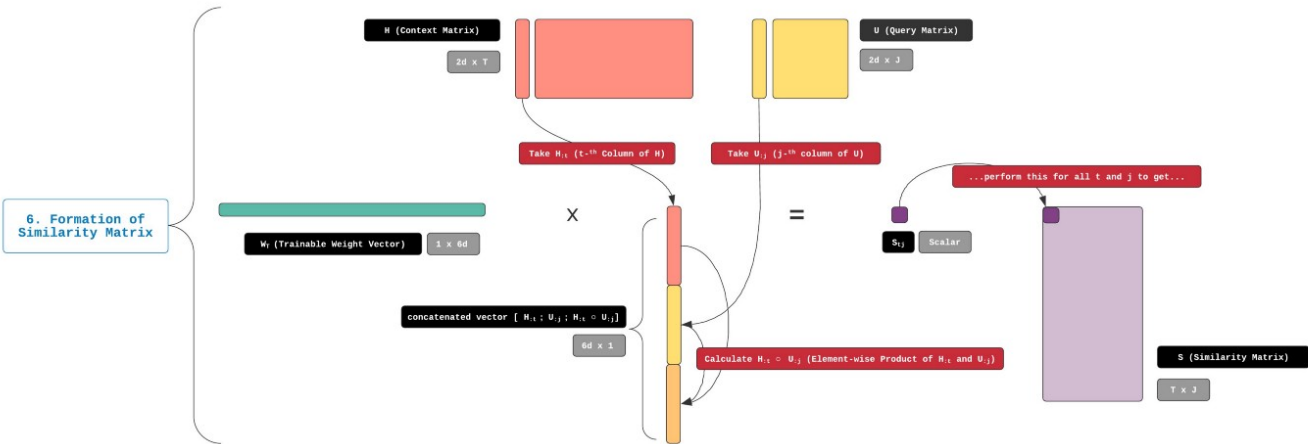 H (Context Matrix)
2d x T
U (Query Matrix)
2d x J
Take H:t (t-th Column of H)
Take U:j (j-th column of U)
...perform this for all t and j to get...
6. Formation of
Similarity Matrix
X
=
WT (Trainable Weight Vector)
1 x 6d
Stj
Scalar
concatenated vector [ H:t ; U:j ; H:t ○ U:j]
6d x 1
Calculate H:t ○ U:j (Element-wise Product of H:t and U:j)
S (Similarity Matrix)
T x J